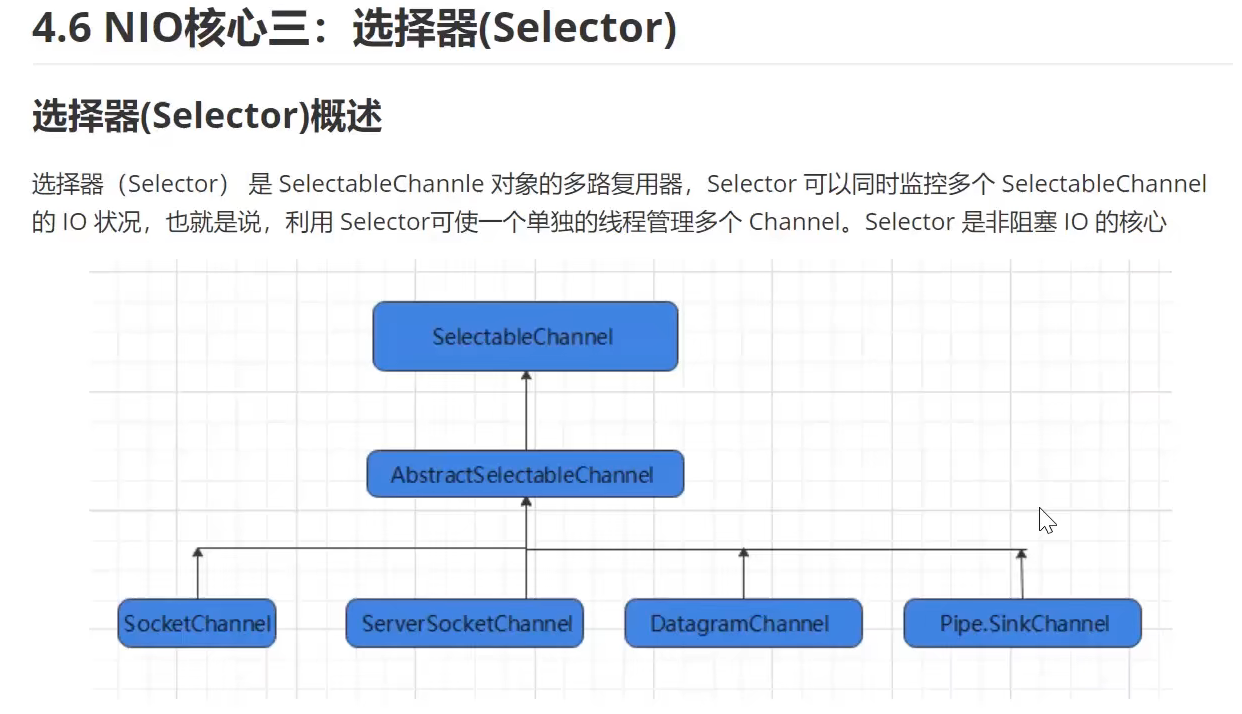 4.6 NIO核心三：选择器(Selector)
选择器(Selector)概述
选择器（Selector） 是 SelectableChannle 对象的多路复用器，Selector 可以同时监控多个 SelectableChannel
的 IO 状况，也就是说，利用 Selector可使一个单独的线程管理多个 Channel。Selector 是非阻塞 IO 的核心
SelectableChannel
AbstractSelectableChannel
SocketChannel
ServerSocketChannel
DatagramChannel
Pipe.SinkChannel